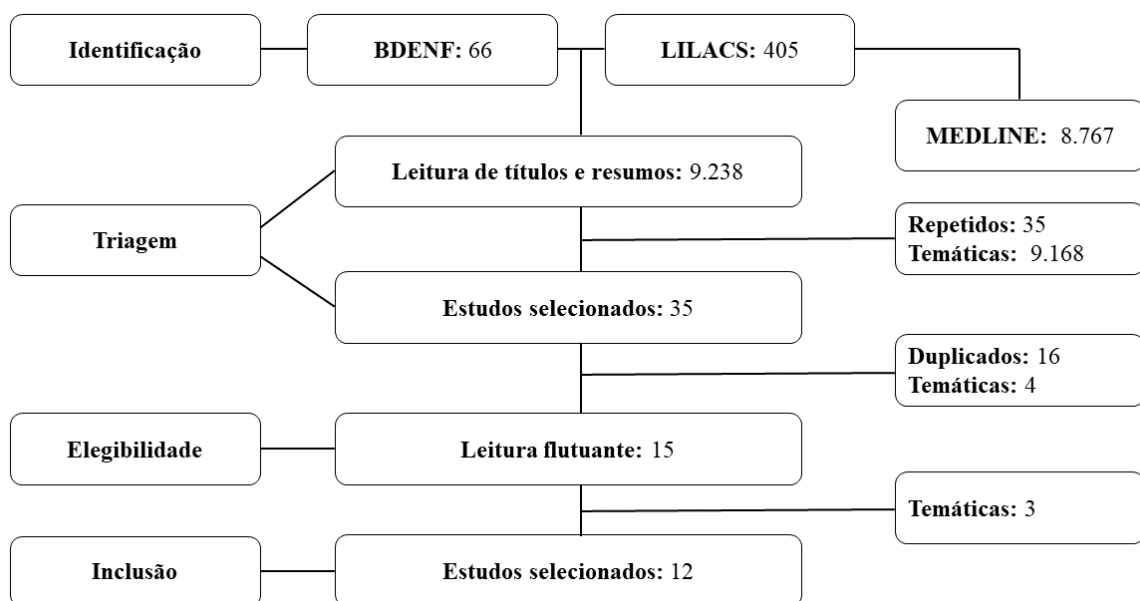 Identificação
BDENF: 66
LILACS: 405
MEDLINE: 8.767
Leitura de títulos e resumos: 9.238
Triagem
Repetidos: 35
Temáticas: 9.168
Estudos selecionados: 35
Duplicados: 16
Temáticas: 4
Elegibilidade
Leitura flutuante: 15
Temáticas: 3
Inclusão
Estudos selecionados: 12